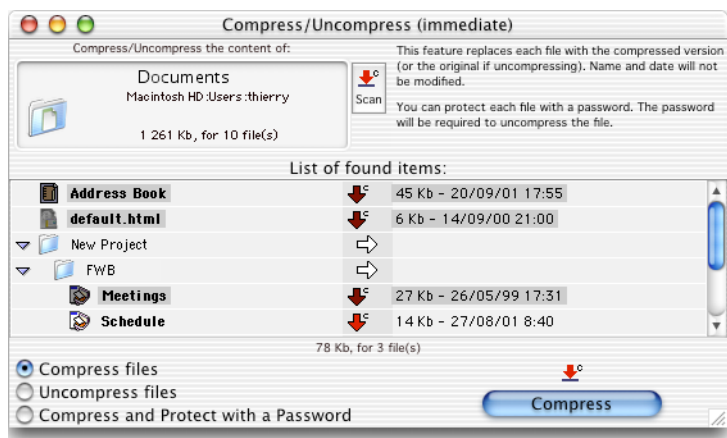 Compress/Uncompress (immediate)
Compress/Uncompress the content of:
Documents
Macintosh HD:Users:thierry
1 261 Kb, for 10 file(s)
c
Scan
This feature replaces each file with the compressed version
(or the original if uncompressing). Name and date will not
be modified.
You can protect each file with a password. The password
will be required to uncompress the file.
List of found items:
Address Book c 45 Kb - 20/09/01 17:55
default.html c 6 Kb - 14/09/00 21:00
New Project
FWB
Meetings c 27 Kb - 26/05/99 17:31
Schedule c 14 Kb - 27/08/01 8:40
78 Kb, for 3 file(s)
Compress files
c
Uncompress files
Compress
Compress and Protect with a Password